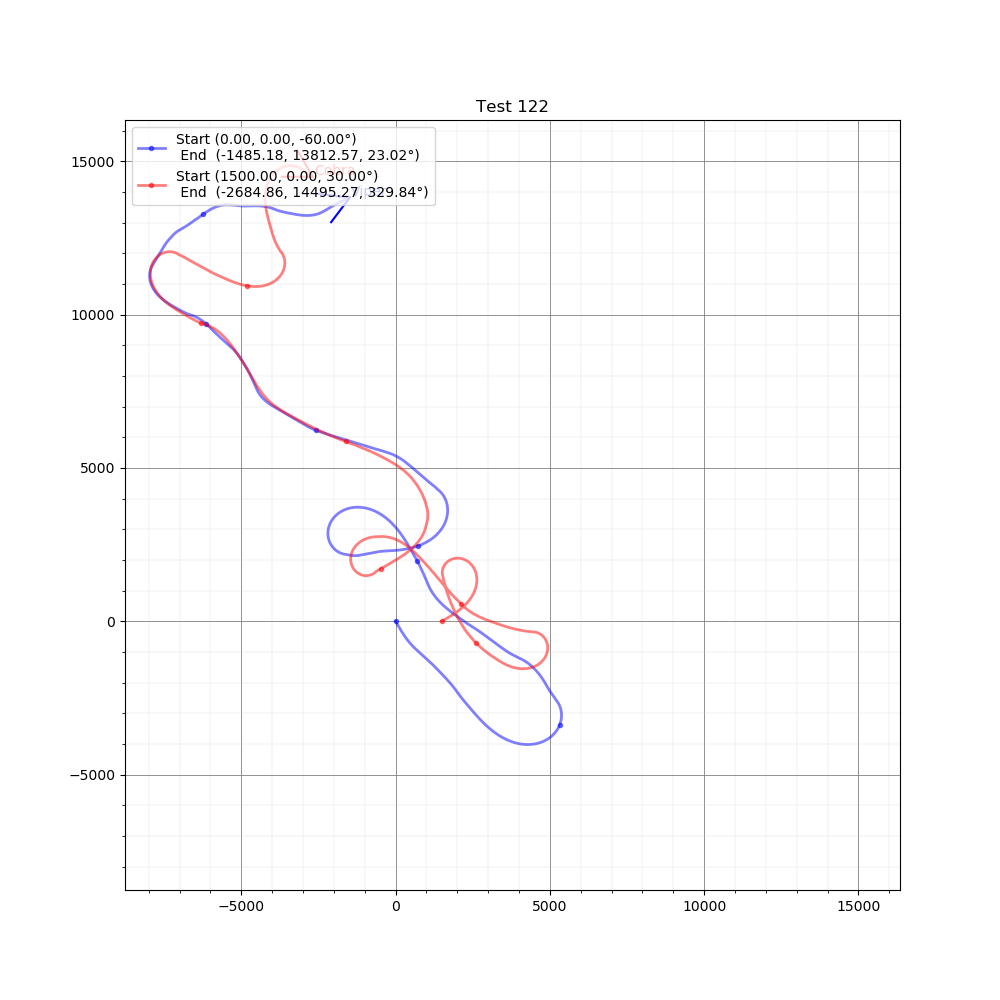 Test 122
Start (0.00, 0.00, -60.00°)
End (-1485.18, 13812.57, 23.02°)
Start (1500.00, 0.00, 30.00°)
End (-2684.86, 14495.27, 329.84°)
Cobra
15000
10000
5000
0
−5000
−5000
0
5000
10000
15000